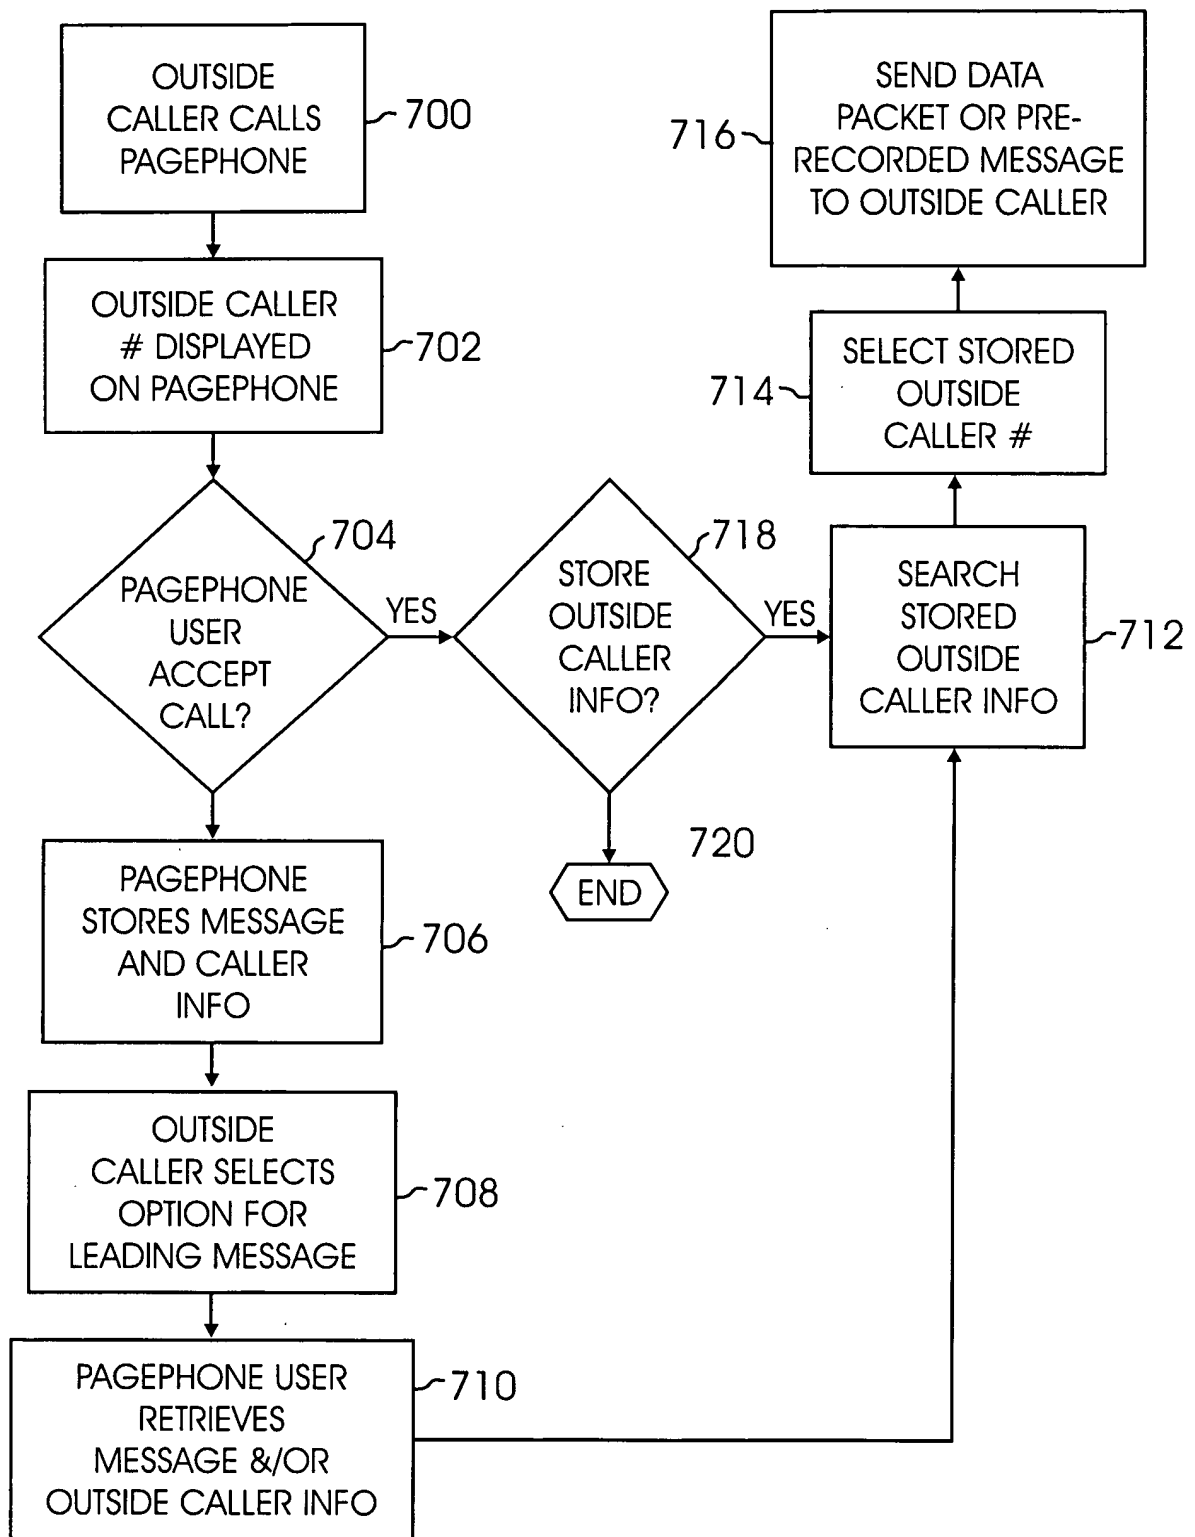 OUTSIDE
CALLER CALLS
PAGEPHONE
700
OUTSIDE CALLER
# DISPLAYED
ON PAGEPHONE
702
PAGEPHONE
USER
ACCEPT
CALL?
704
YES
STORE
OUTSIDE
CALLER
INFO?
718
YES
END
720
PAGEPHONE
STORES MESSAGE
AND CALLER
INFO
706
OUTSIDE
CALLER SELECTS
OPTION FOR
LEADING MESSAGE
708
PAGEPHONE USER
RETRIEVES
MESSAGE &/OR
OUTSIDE CALLER INFO
710
SEARCH
STORED
OUTSIDE
CALLER INFO
712
SELECT STORED
OUTSIDE
CALLER #
714
SEND DATA
PACKET OR PRE-
RECORDED MESSAGE
TO OUTSIDE CALLER
716